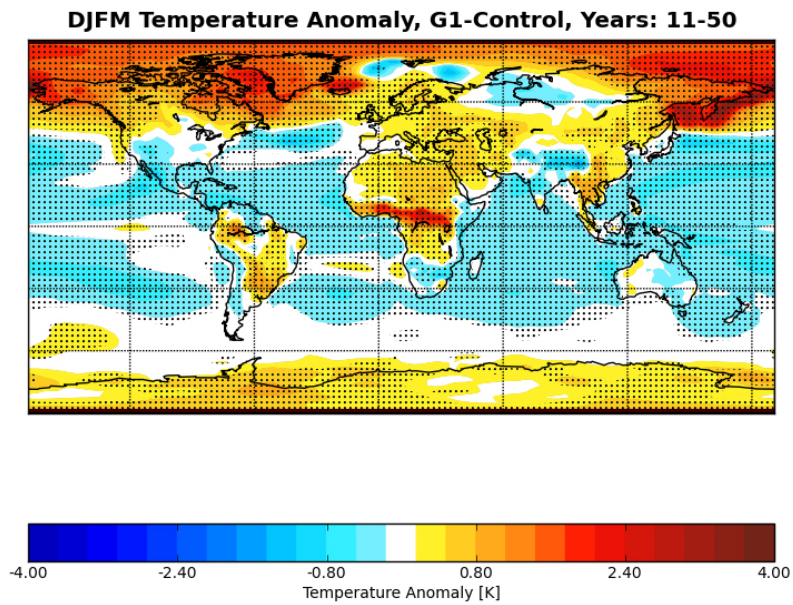 DJFM Temperature Anomaly, G1-Control, Years: 11-50
-4.00 -2.40 -0.80 0.80 2.40 4.00
Temperature Anomaly [K]